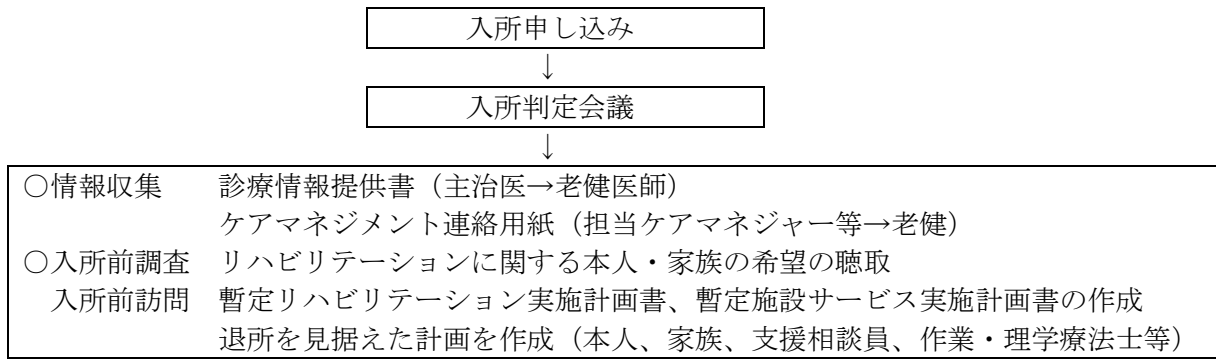 入所申し込み
↓
入所判定会議
↓
○情報収集 診療情報提供書（主治医→老健医師）
ケアマネジメント連絡用紙（担当ケアマネジャー等→老健）
○入所前調査 リハビリテーションに関する本人・家族の希望の聴取
入所前訪問 暫定リハビリテーション実施計画書、暫定施設サービス実施計画書の作成
退所を見据えた計画を作成（本人、家族、支援相談員、作業・理学療法士等）